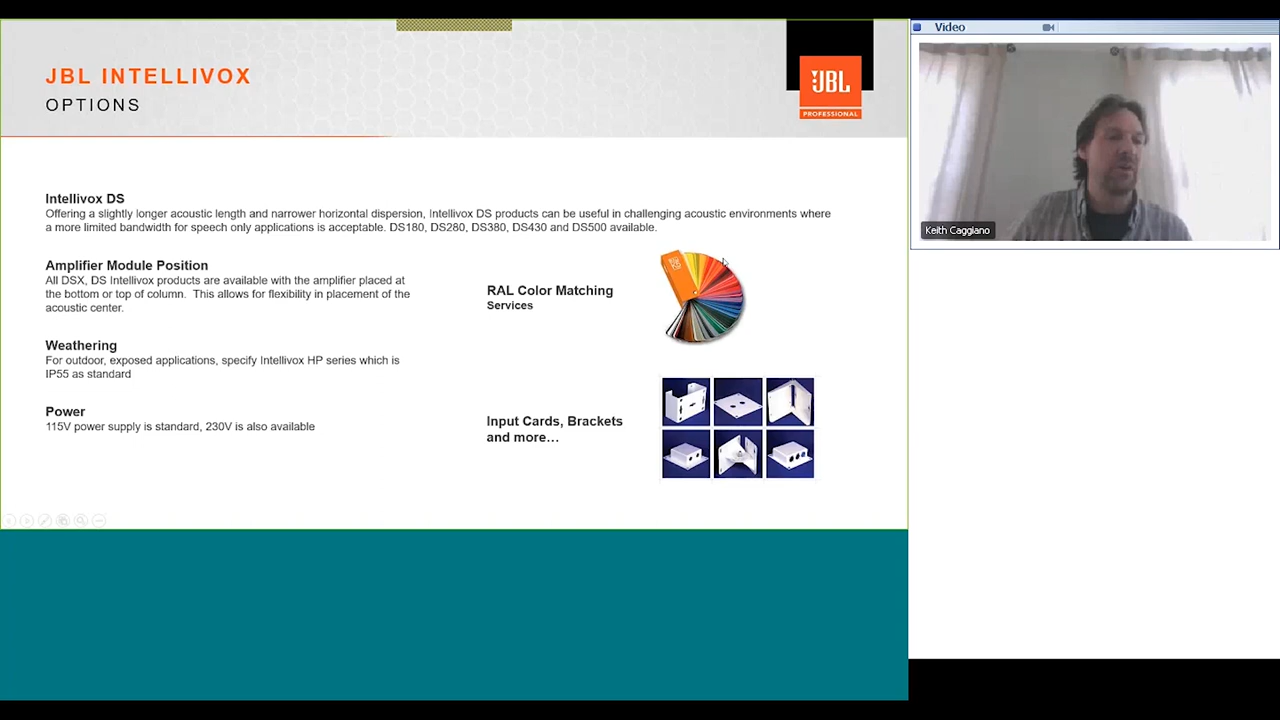 JBL INTELLIVOX
OPTIONS
JBL
PROFESSIONAL
Intellivox DS
Offering a slightly longer acoustic length and narrower horizontal dispersion, Intellivox DS products can be useful in challenging acoustic environments where
a more limited bandwidth for speech only applications is acceptable. DS180, DS280, DS380, DS430 and DS500 available.
Amplifier Module Position
All DSX, DS Intellivox products are available with the amplifier placed at
the bottom or top of column. This allows for flexibility in placement of the
acoustic center.
Weathering
For outdoor, exposed applications, specify Intellivox HP series which is
IP55 as standard
Power
115V power supply is standard, 230V is also available
RAL Color Matching
Services
Input Cards, Brackets
and more…
Video
Keith Caggiano